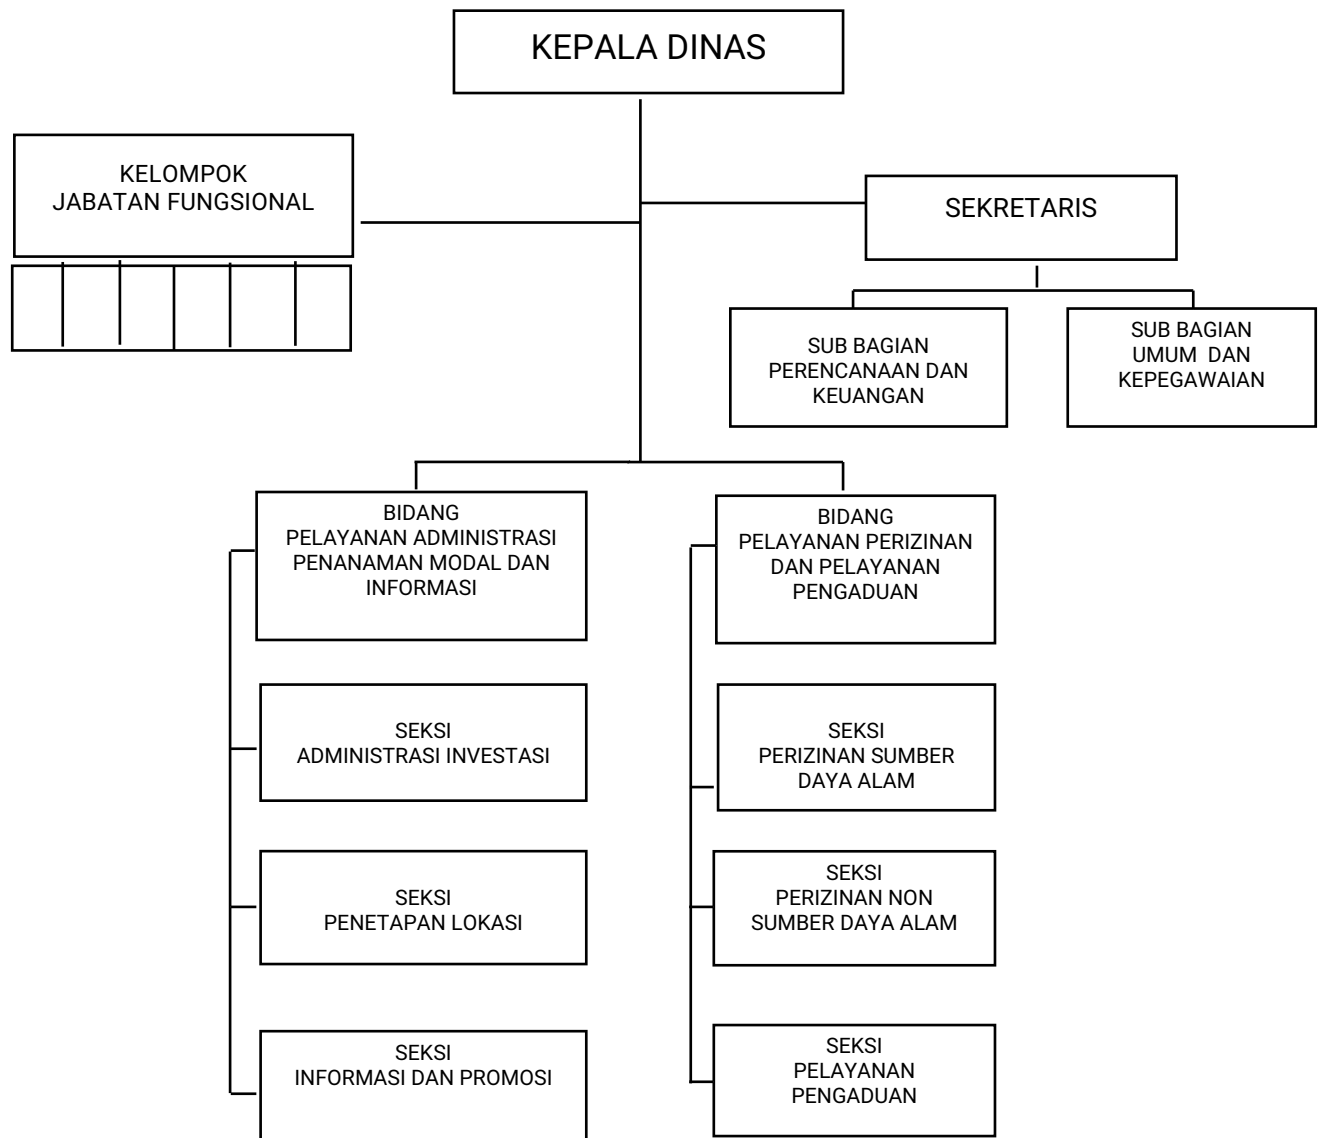 KEPALA DINAS
KELOMPOK
JABATAN FUNGSIONAL
SEKRETARIS
SUB BAGIAN
PERENCANAAN DAN
KEUANGAN
SUB BAGIAN
UMUM DAN
KEPEGAWAIAN
BIDANG
PELAYANAN ADMINISTRASI
PENANAMAN MODAL DAN
INFORMASI
BIDANG
PELAYANAN PERIZINAN
DAN PELAYANAN
PENGADUAN
SEKSI
ADMINISTRASI INVESTASI
SEKSI
PERIZINAN SUMBER
DAYA ALAM
SEKSI
PENETAPAN LOKASI
SEKSI
PERIZINAN NON
SUMBER DAYA ALAM
SEKSI
INFORMASI DAN PROMOSI
SEKSI
PELAYANAN
PENGADUAN